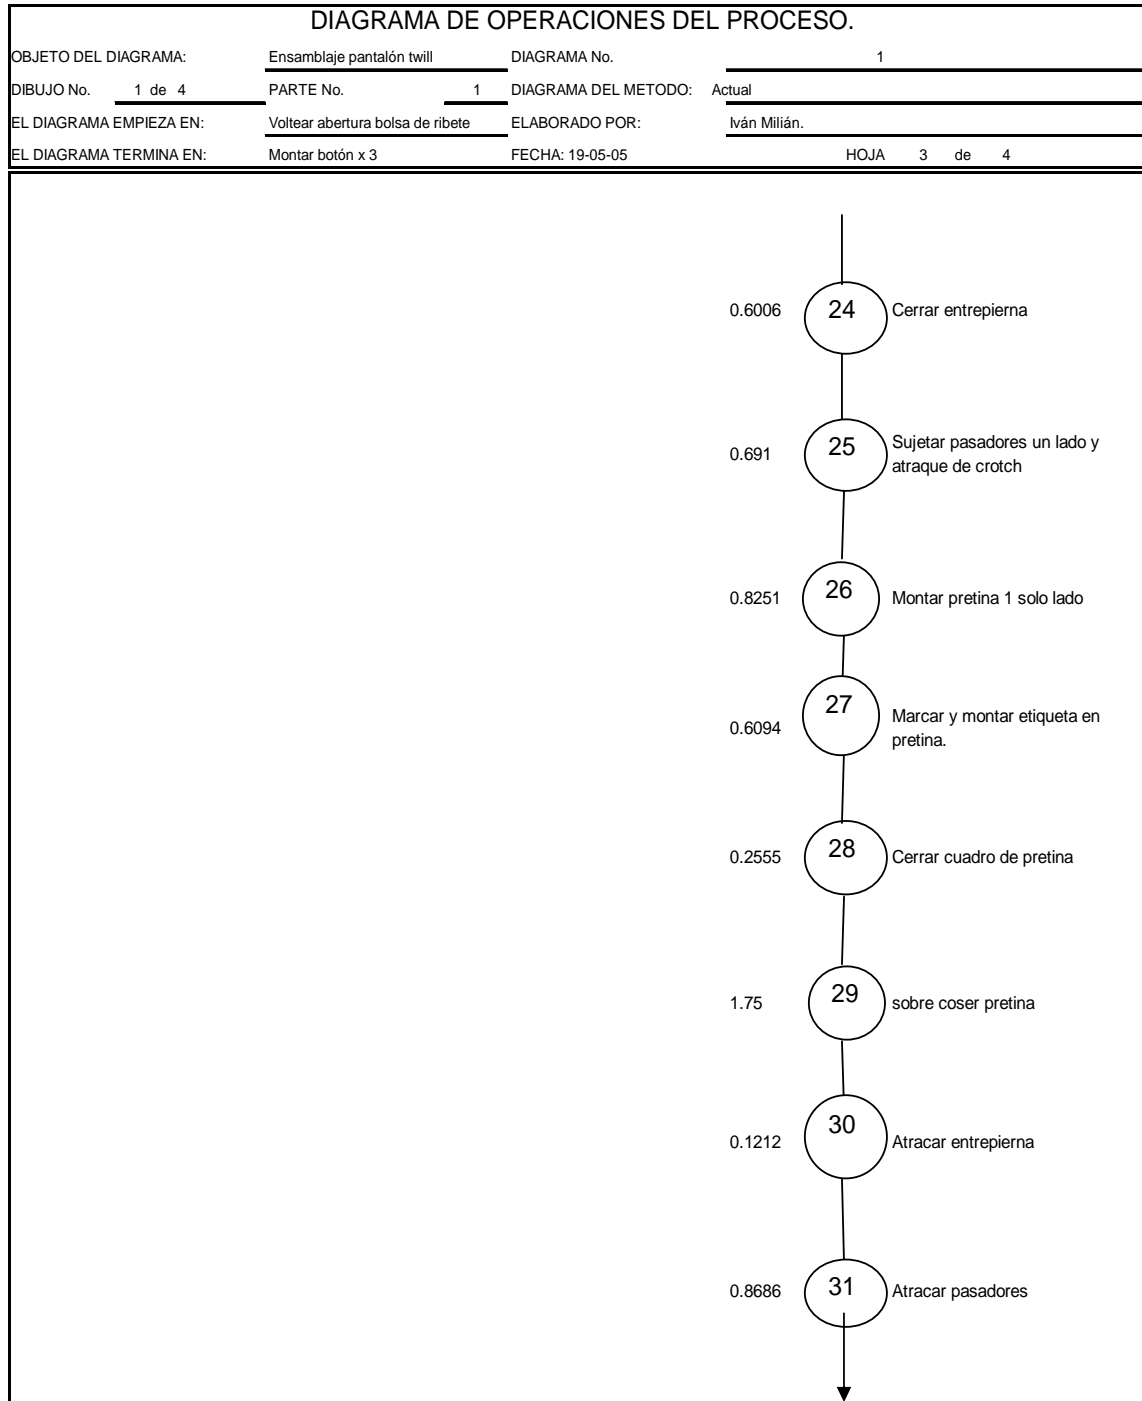 DIAGRAMA DE OPERACIONES DEL PROCESO.
OBJETO DEL DIAGRAMA: Ensamblaje pantalón twill DIAGRAMA No. 1
DIBUJO No. 1 de 4 PARTE No. 1 DIAGRAMA DEL METODO: Actual
EL DIAGRAMA EMPIEZA EN: Voltear abertura bolsa de ribete ELABORADO POR: Iván Milián.
EL DIAGRAMA TERMINA EN: Montar botón x 3 FECHA: 19-05-05 HOJA 3 de 4
0.6006 24 Cerrar entrepierna
0.691 25 Sujetar pasadores un lado y
atraque de crotch
0.8251 26 Montar pretina 1 solo lado
0.6094 27 Marcar y montar etiqueta en
pretina.
0.2555 28 Cerrar cuadro de pretina
1.75 29 sobre coser pretina
0.1212 30 Atracar entrepierna
0.8686 31 Atracar pasadores